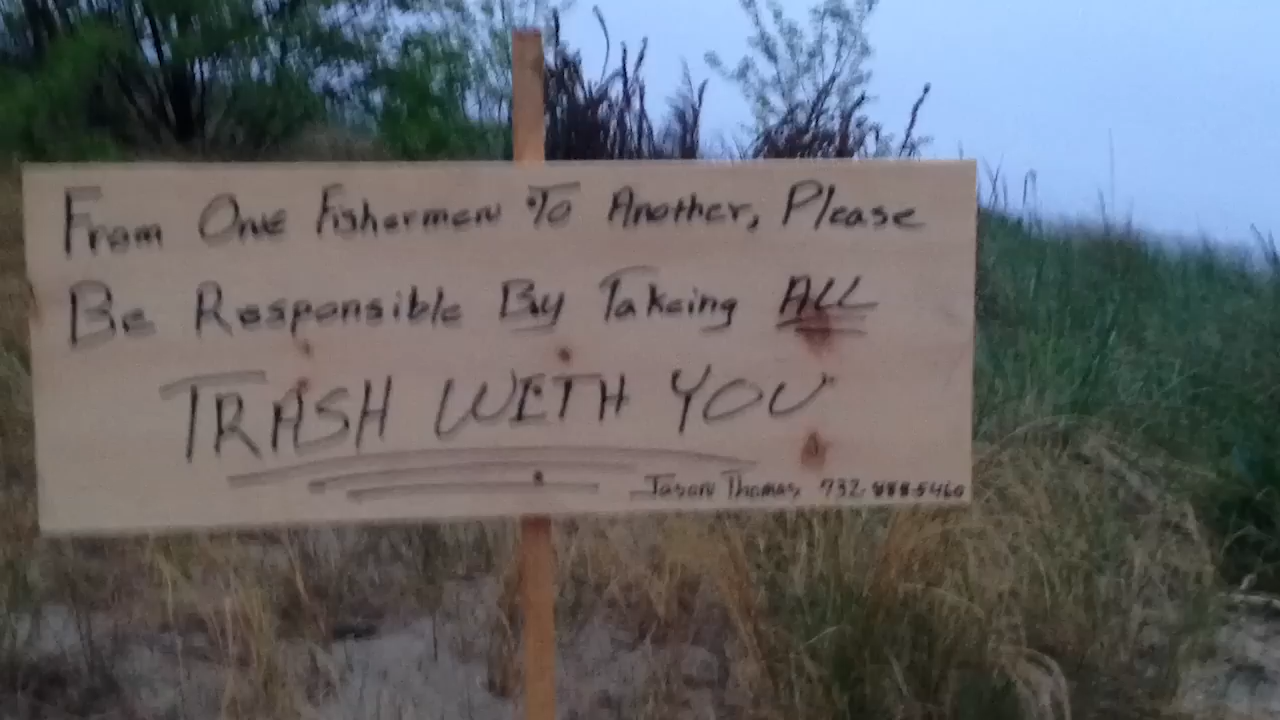 From One Fishermen To Another, Please
Be Responsible By Takeing ALL
TRASH WITH YOU
Jason Thomas 732-888-5460